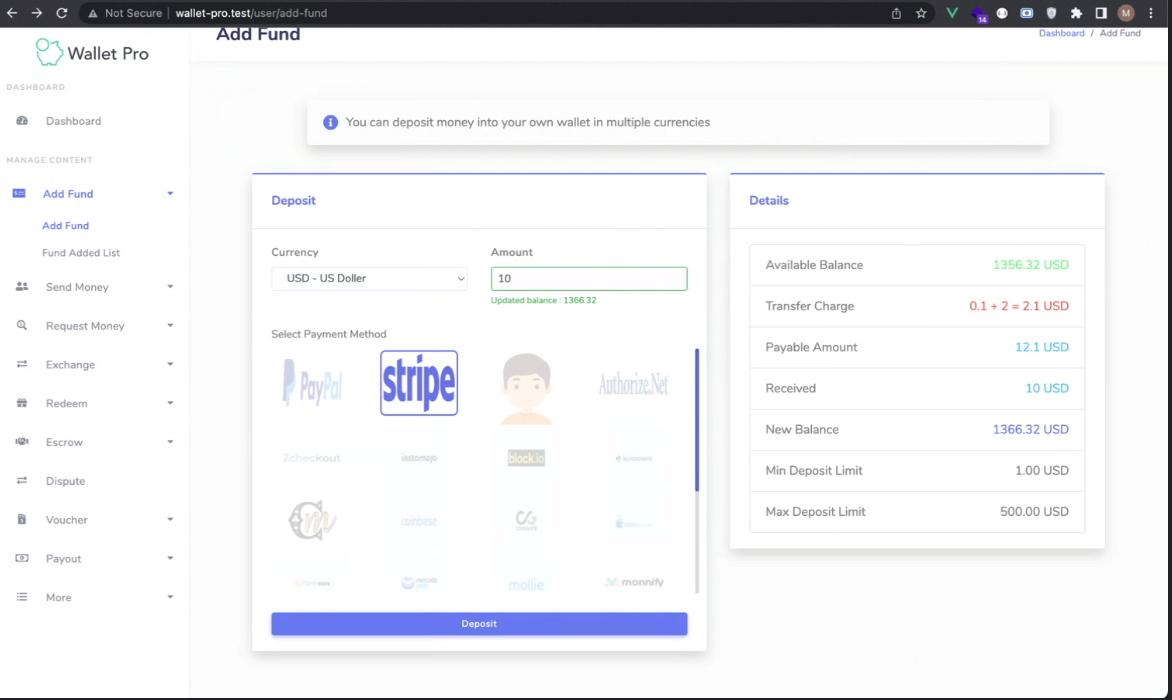 Not Secure | wallet-pro.test/user/add-fund
14
M
Wallet Pro
Add Fund
Dashboard / Add Fund
DASHBOARD
Dashboard
MANAGE CONTENT
Add Fund
Add Fund
Fund Added List
Send Money
Request Money
Exchange
Redeem
Escrow
Dispute
Voucher
Payout
More
You can deposit money into your own wallet in multiple currencies
Deposit
Currency
Amount
USD - US Doller
10
Updated balance : 1366.32
Select Payment Method
PayPal
stripe
Authorize.Net
2checkout
instamojo
block.io
coinbase
mollie
monnify
Deposit
Details
Available Balance 1356.32 USD
Transfer Charge 0.1 + 2 = 2.1 USD
Payable Amount 12.1 USD
Received 10 USD
New Balance 1366.32 USD
Min Deposit Limit 1.00 USD
Max Deposit Limit 500.00 USD